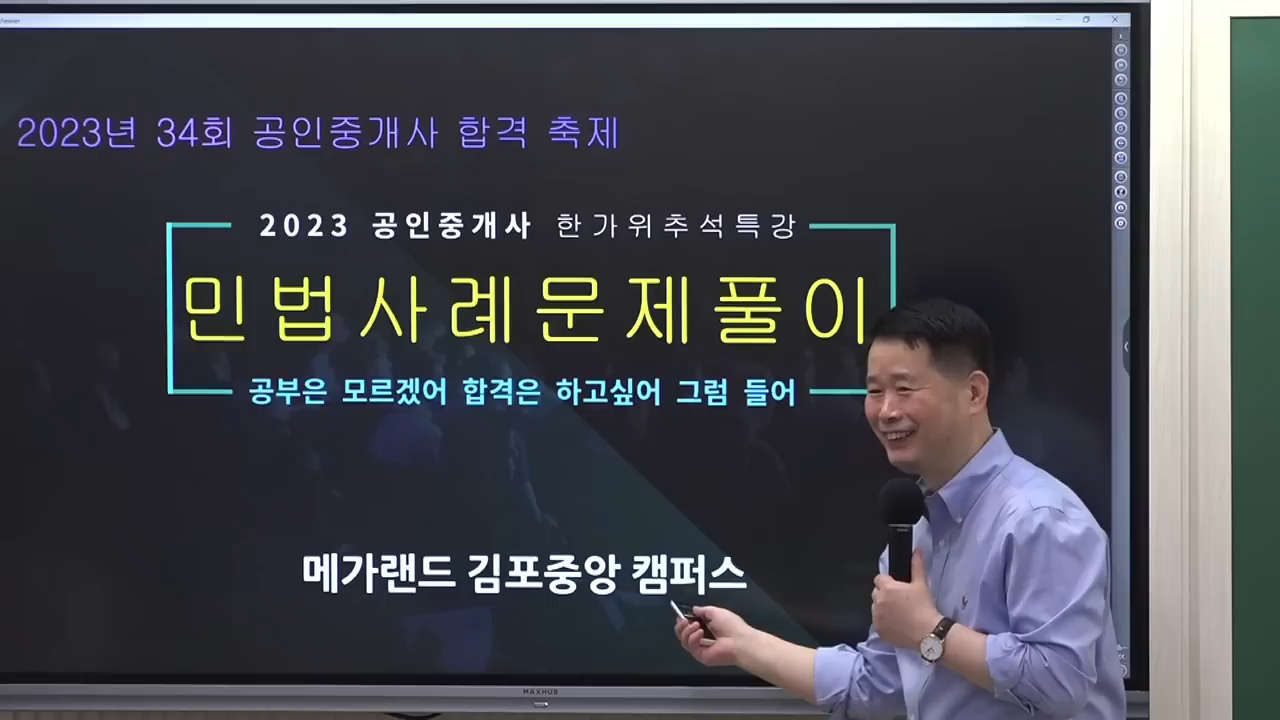 2023년 34회 공인중개사 합격 축제
2023 공인중개사 한가위추석특강
민법사례문제풀이
공부은 모르겠어 합격은 하고싶어 그럼 들어
메가랜드 김포중앙 캠퍼스
MAXHUB